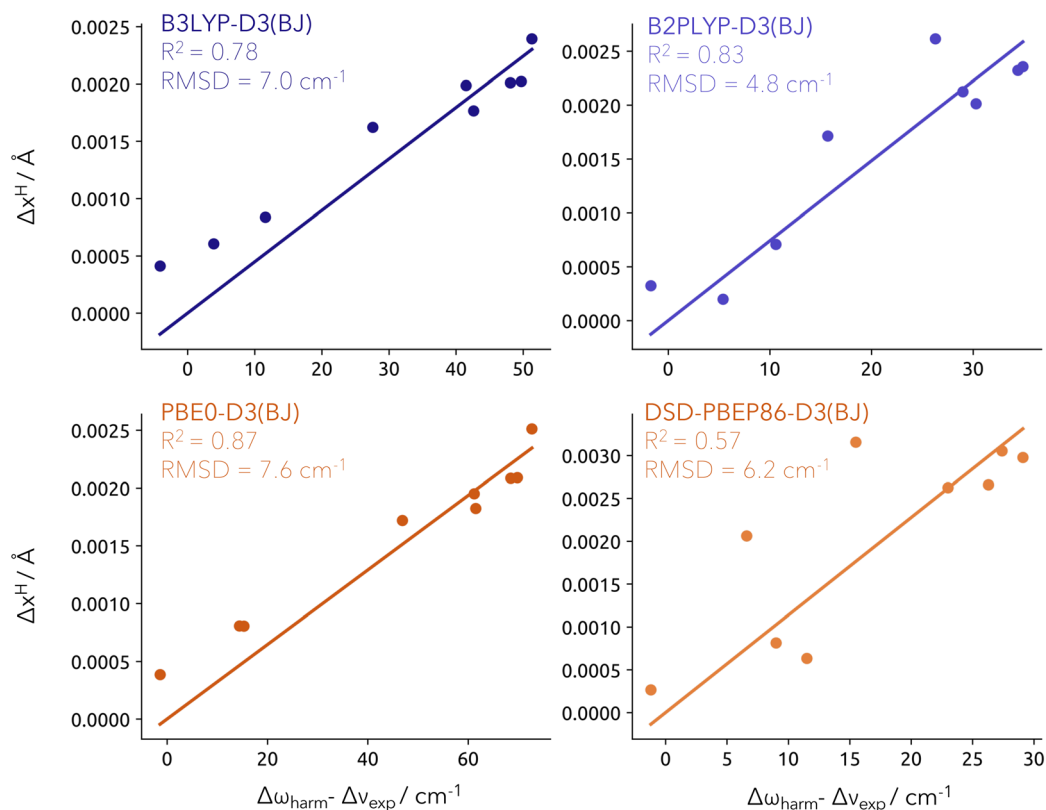 B3LYP-D3(BJ)
R² = 0.78
RMSD = 7.0 cm⁻¹
0.0025
0.0020
0.0015
0.0010
0.0005
0.0000
Δxᴴ / Å
0 10 20 30 40 50
B2PLYP-D3(BJ)
R² = 0.83
RMSD = 4.8 cm⁻¹
0.0025
0.0020
0.0015
0.0010
0.0005
0.0000
0 10 20 30
PBE0-D3(BJ)
R² = 0.87
RMSD = 7.6 cm⁻¹
0.0025
0.0020
0.0015
0.0010
0.0005
0.0000
Δxᴴ / Å
0 20 40 60
Δω_harm - Δν_exp / cm⁻¹
DSD-PBEP86-D3(BJ)
R² = 0.57
RMSD = 6.2 cm⁻¹
0.0030
0.0025
0.0020
0.0015
0.0010
0.0005
0.0000
0 5 10 15 20 25 30
Δω_harm - Δν_exp / cm⁻¹